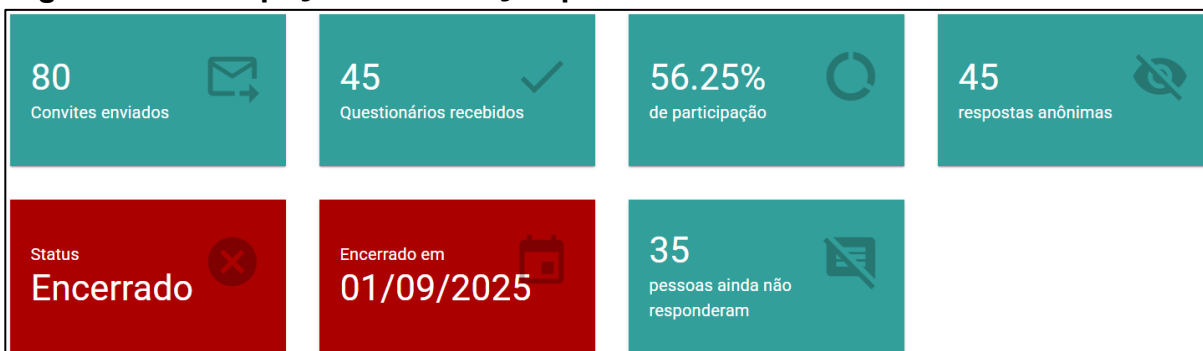 80
Convites enviados
45
Questionários recebidos
56.25%
de participação
45
respostas anônimas
Status
Encerrado
Encerrado em
01/09/2025
35
pessoas ainda não
responderam